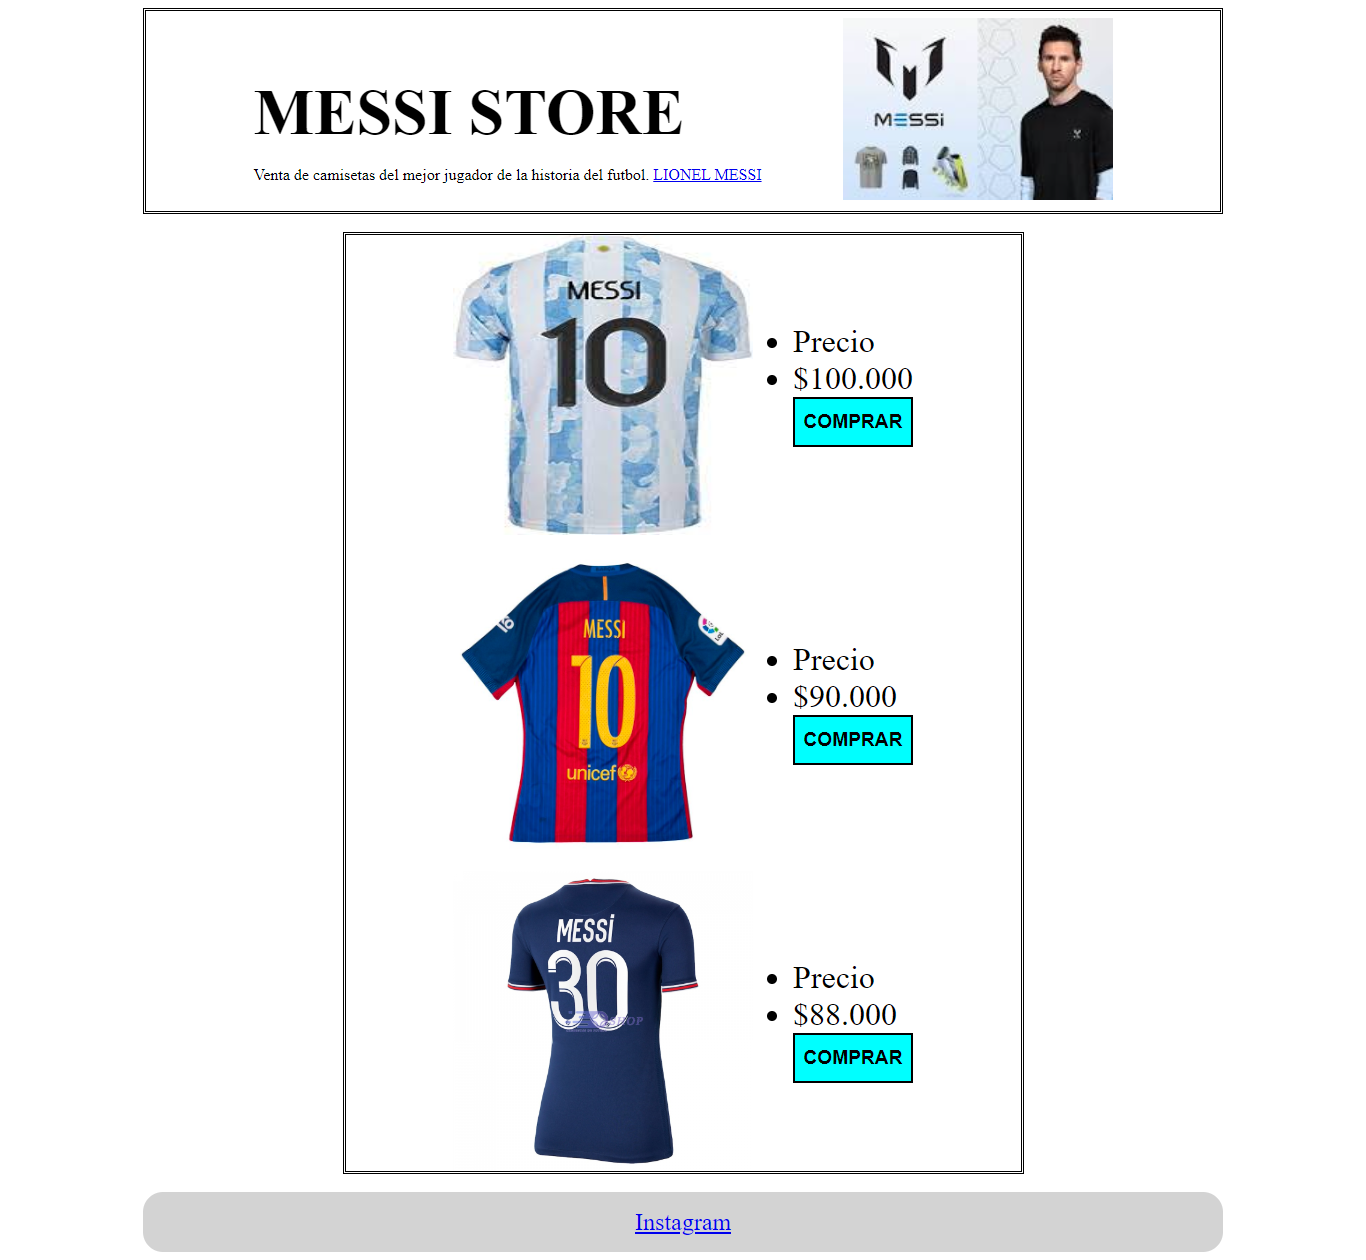 MESSI STORE
Venta de camisetas del mejor jugador de la historia del futbol. LIONEL MESSI
MESSI
MESSI
10
Precio
$100.000
COMPRAR
MESSI
10
unicef
Precio
$90.000
COMPRAR
MESSI
30
SHOP
Precio
$88.000
COMPRAR
Instagram